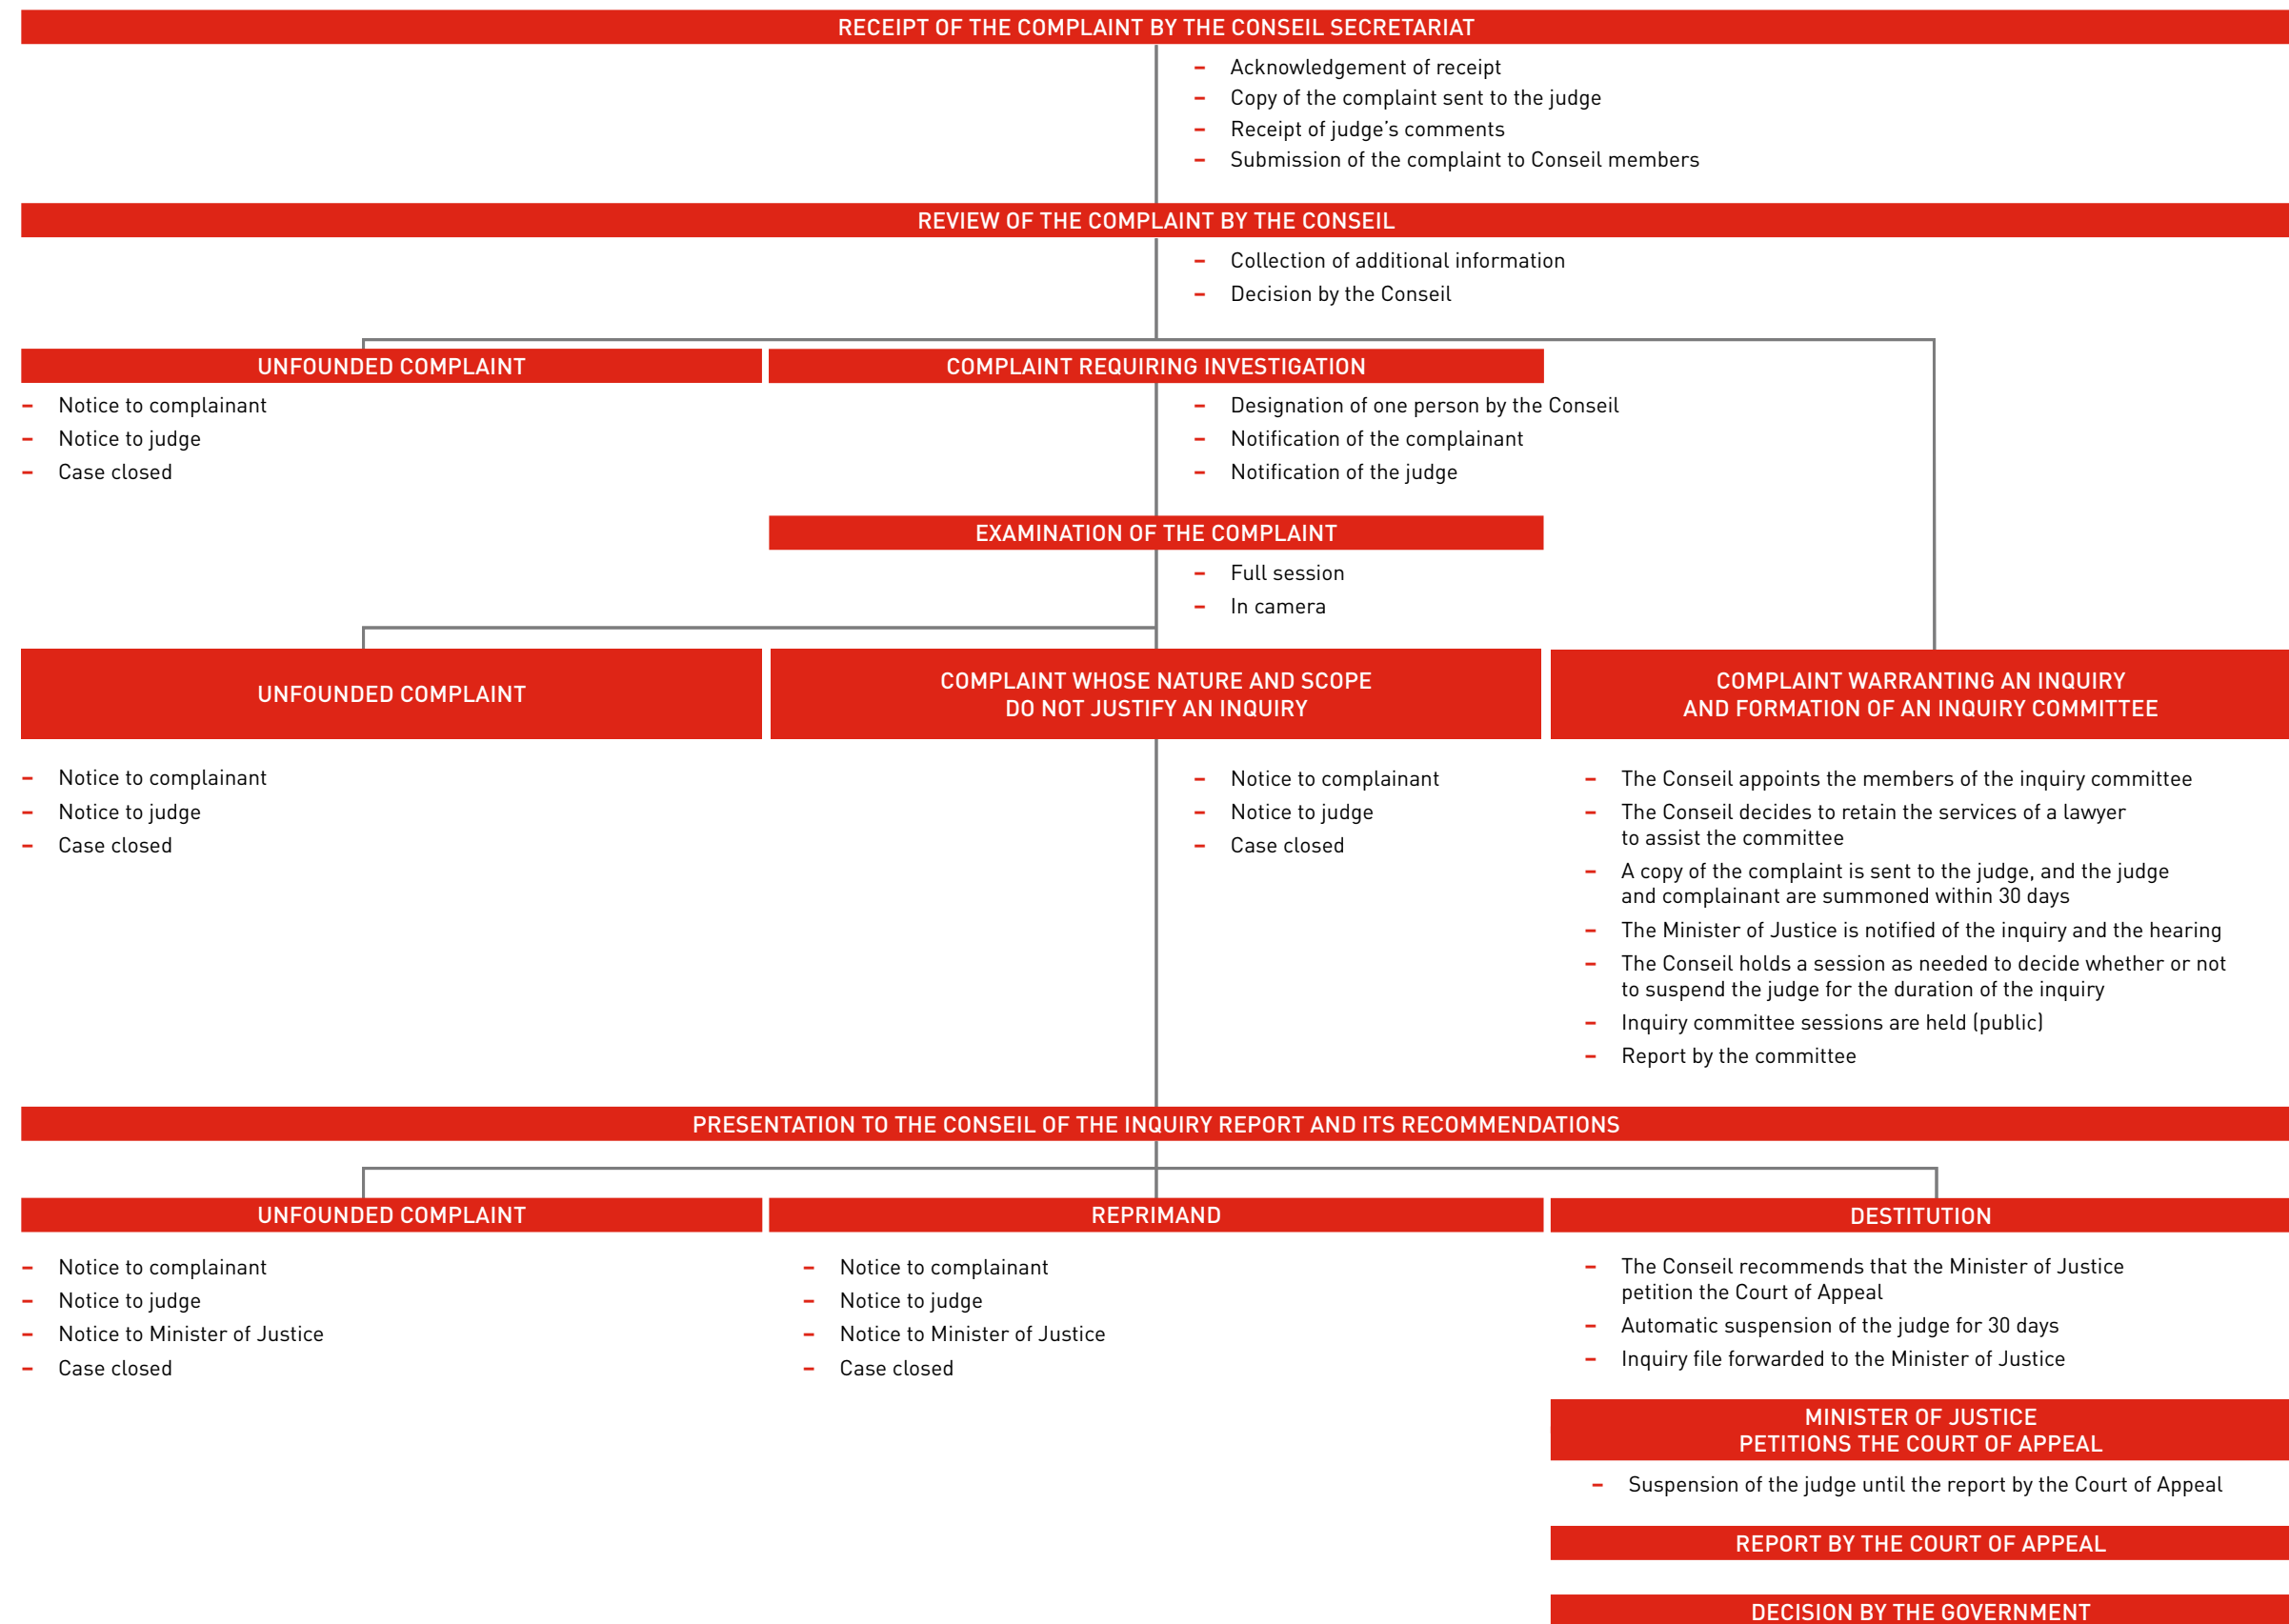 RECEIPT OF THE COMPLAINT BY THE CONSEIL SECRETARIAT
– Acknowledgement of receipt
– Copy of the complaint sent to the judge
– Receipt of judge's comments
– Submission of the complaint to Conseil members
REVIEW OF THE COMPLAINT BY THE CONSEIL
– Collection of additional information
– Decision by the Conseil
UNFOUNDED COMPLAINT
– Notice to complainant
– Notice to judge
– Case closed
COMPLAINT REQUIRING INVESTIGATION
– Designation of one person by the Conseil
– Notification of the complainant
– Notification of the judge
EXAMINATION OF THE COMPLAINT
– Full session
– In camera
UNFOUNDED COMPLAINT
– Notice to complainant
– Notice to judge
– Case closed
COMPLAINT WHOSE NATURE AND SCOPE
DO NOT JUSTIFY AN INQUIRY
– Notice to complainant
– Notice to judge
– Case closed
COMPLAINT WARRANTING AN INQUIRY
AND FORMATION OF AN INQUIRY COMMITTEE
– The Conseil appoints the members of the inquiry committee
– The Conseil decides to retain the services of a lawyer
to assist the committee
– A copy of the complaint is sent to the judge, and the judge
and complainant are summoned within 30 days
– The Minister of Justice is notified of the inquiry and the hearing
– The Conseil holds a session as needed to decide whether or not
to suspend the judge for the duration of the inquiry
– Inquiry committee sessions are held (public)
– Report by the committee
PRESENTATION TO THE CONSEIL OF THE INQUIRY REPORT AND ITS RECOMMENDATIONS
UNFOUNDED COMPLAINT
– Notice to complainant
– Notice to judge
– Notice to Minister of Justice
– Case closed
REPRIMAND
– Notice to complainant
– Notice to judge
– Notice to Minister of Justice
– Case closed
DESTITUTION
– The Conseil recommends that the Minister of Justice
petition the Court of Appeal
– Automatic suspension of the judge for 30 days
– Inquiry file forwarded to the Minister of Justice
MINISTER OF JUSTICE
PETITIONS THE COURT OF APPEAL
– Suspension of the judge until the report by the Court of Appeal
REPORT BY THE COURT OF APPEAL
DECISION BY THE GOVERNMENT